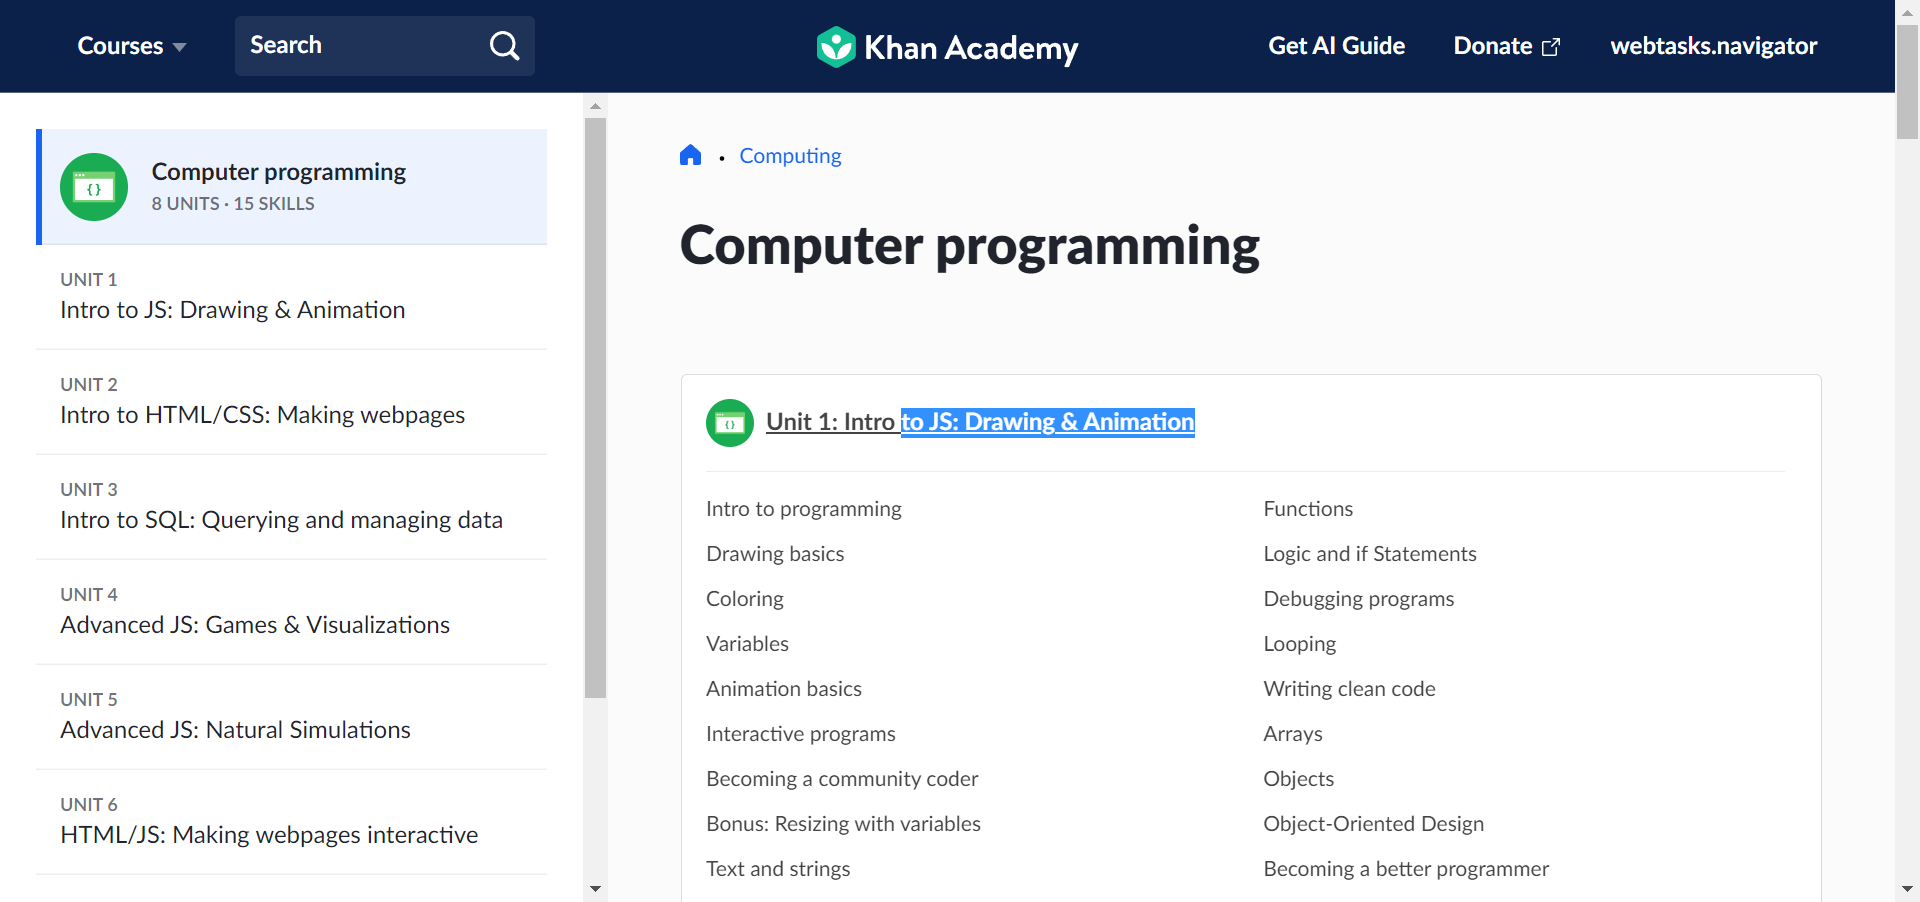 Courses
Search
Khan Academy
Get AI Guide
Donate
webtasks.navigator
Computer programming
8 UNITS · 15 SKILLS
UNIT 1
Intro to JS: Drawing & Animation
UNIT 2
Intro to HTML/CSS: Making webpages
UNIT 3
Intro to SQL: Querying and managing data
UNIT 4
Advanced JS: Games & Visualizations
UNIT 5
Advanced JS: Natural Simulations
UNIT 6
HTML/JS: Making webpages interactive
Computing
Computer programming
Unit 1: Intro to JS: Drawing & Animation
Intro to programming
Drawing basics
Coloring
Variables
Animation basics
Interactive programs
Becoming a community coder
Bonus: Resizing with variables
Text and strings
Functions
Logic and if Statements
Debugging programs
Looping
Writing clean code
Arrays
Objects
Object-Oriented Design
Becoming a better programmer